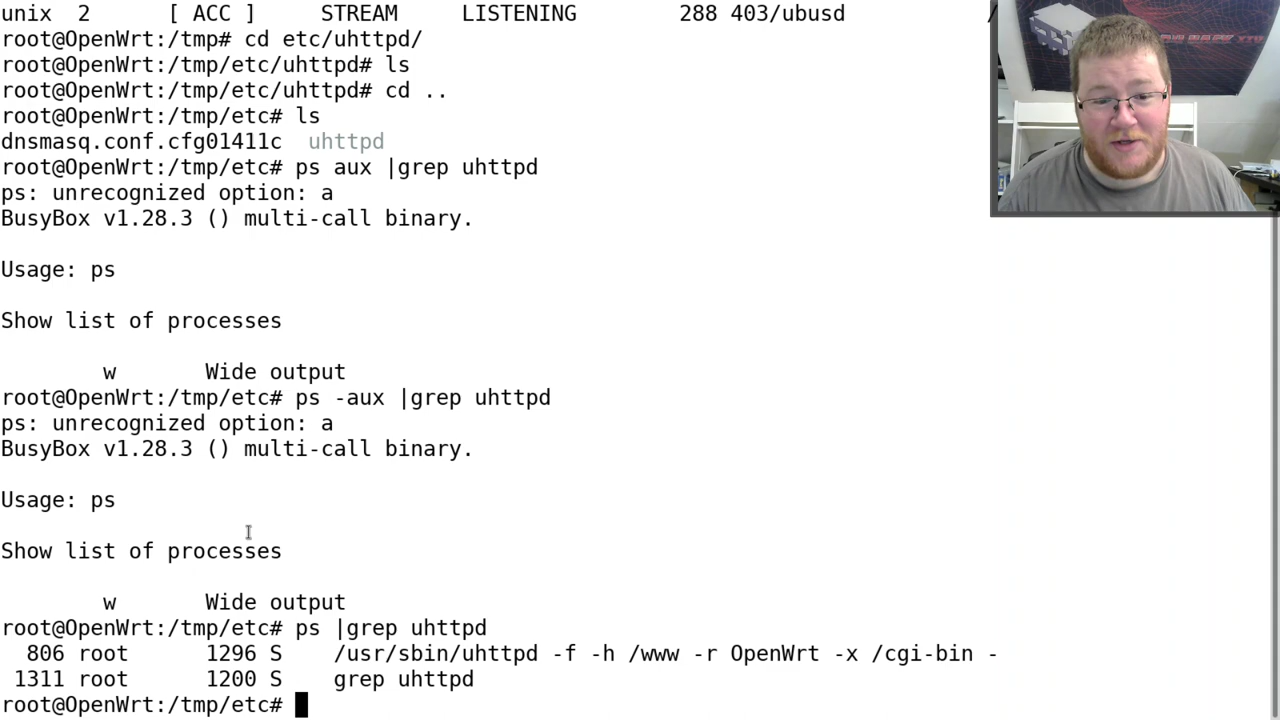 unix  2      [ ACC ]     STREAM     LISTENING        288 403/ubusd           /
root@OpenWrt:/tmp# cd etc/uhttpd/
root@OpenWrt:/tmp/etc/uhttpd# ls
root@OpenWrt:/tmp/etc/uhttpd# cd ..
root@OpenWrt:/tmp/etc# ls
dnsmasq.conf.cfg01411c  uhttpd
root@OpenWrt:/tmp/etc# ps aux |grep uhttpd
ps: unrecognized option: a
BusyBox v1.28.3 () multi-call binary.
Usage: ps
Show list of processes
        w       Wide output
root@OpenWrt:/tmp/etc# ps -aux |grep uhttpd
ps: unrecognized option: a
BusyBox v1.28.3 () multi-call binary.
Usage: ps
Show list of processes
        w       Wide output
root@OpenWrt:/tmp/etc# ps |grep uhttpd
  806 root      1296 S    /usr/sbin/uhttpd -f -h /www -r OpenWrt -x /cgi-bin -
 1311 root      1200 S    grep uhttpd
root@OpenWrt:/tmp/etc#